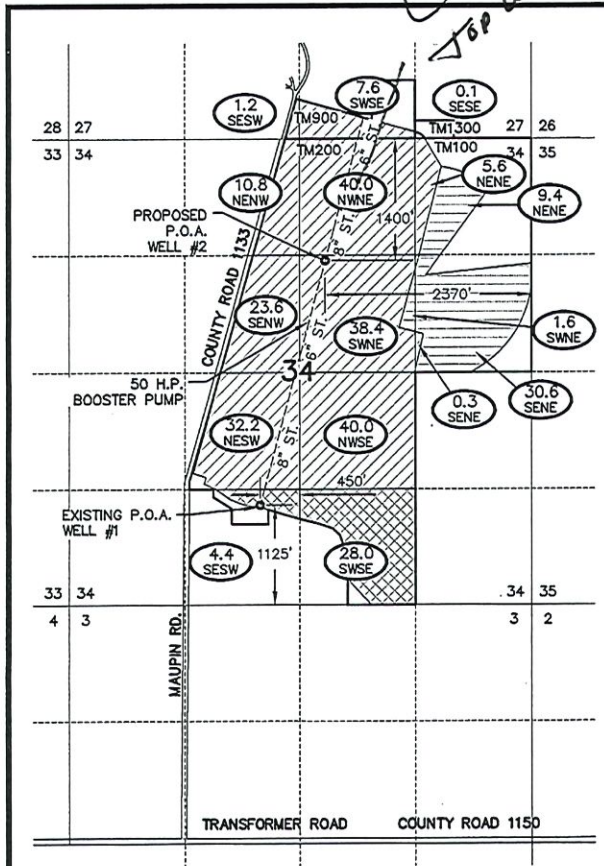 TOP
7.6
SWSE
0.1
SESE
1.2
SESW
TM900
TM1300
27 26
28 27
33 34
TM200
TM100
34 35
6" ST.
5.6
NENE
10.8
NENW
40.0
NWNE
9.4
NENE
PROPOSED
P.O.A.
WELL #2
1400'
8" ST.
COUNTY ROAD 1133
2370'
23.6
SENW
38.4
SWNE
1.6
SWNE
6" ST.
34
50 H.P.
BOOSTER PUMP
0.3
SENE
30.6
SENE
32.2
NESW
40.0
NWSE
8" ST.
450'
EXISTING P.O.A.
WELL #1
1125'
4.4
SESW
28.0
SWSE
33 34
4 3
34 35
3 2
MAUPIN RD.
TRANSFORMER ROAD COUNTY ROAD 1150